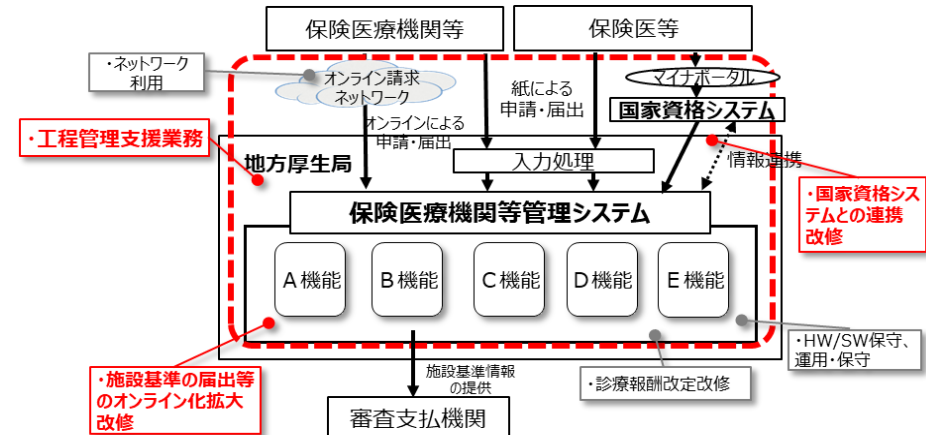 保険医療機関等
保険医等
・ネットワーク
利用
オンライン請求
ネットワーク
マイナポータル
紙による
申請・届出
国家資格システム
オンラインによる
申請・届出
・工程管理支援業務
地方厚生局
入力処理
情報連携
・国家資格シス
テムとの連携
改修
保険医療機関等管理システム
A機能
B機能
C機能
D機能
E機能
・HW/SW保守、
運用・保守
・施設基準の届出等
のオンライン化拡大
改修
施設基準情報
の提供
・診療報酬改定改修
審査支払機関